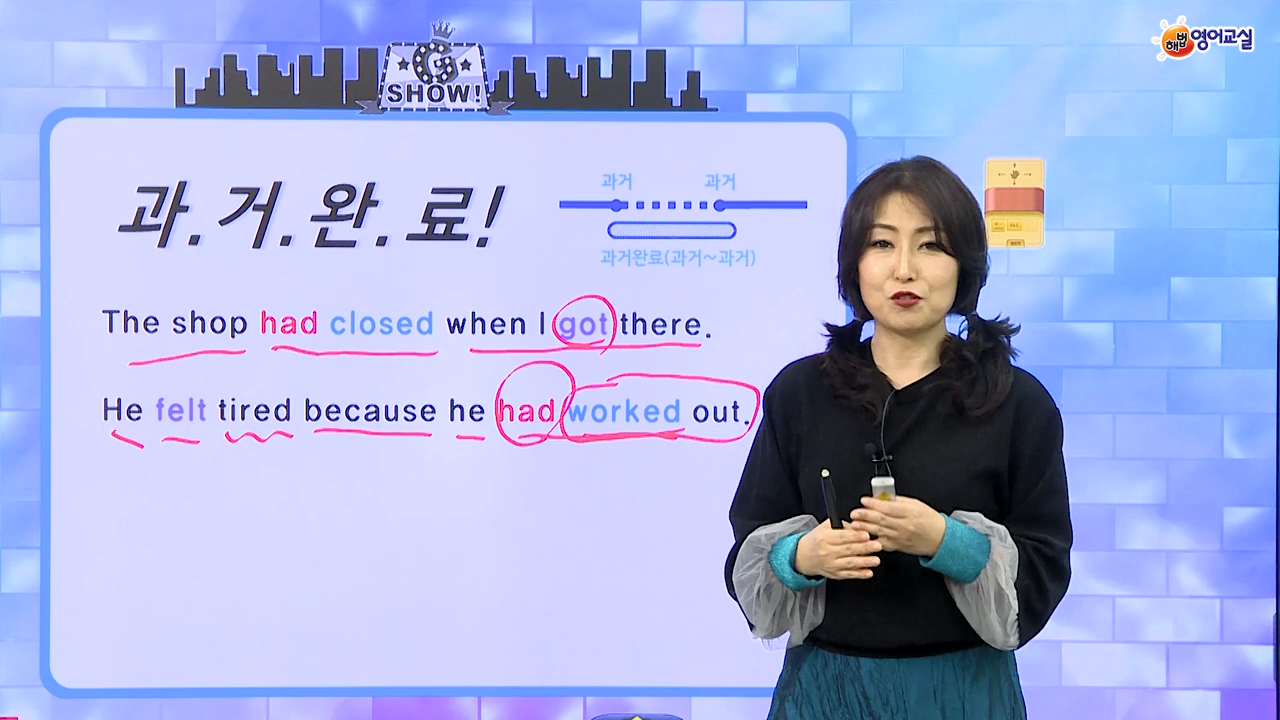 해법영어교실
G
SHOW!
과.거.완.료!
과거 과거
과거완료(과거~과거)
The shop had closed when I got there.
He felt tired because he had worked out.